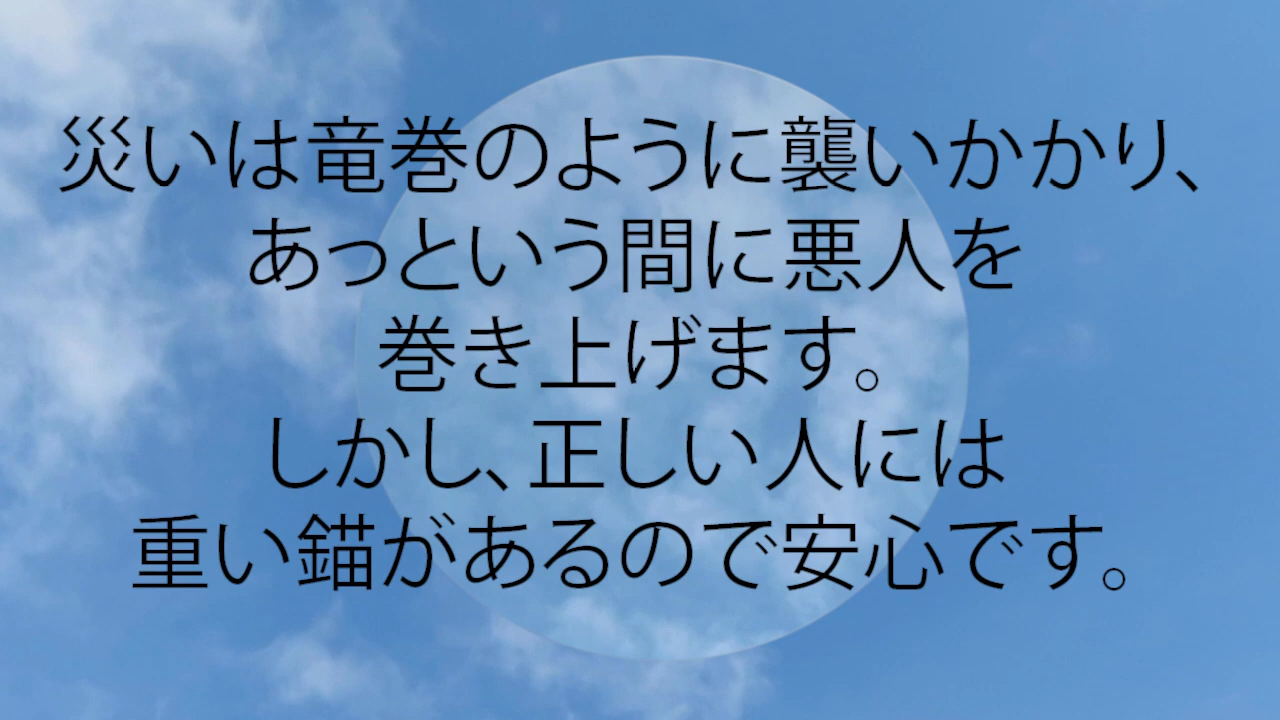 災いは竜巻のように襲いかかり、
あっという間に悪人を
巻き上げます。
しかし、正しい人には
重い錨があるので安心です。